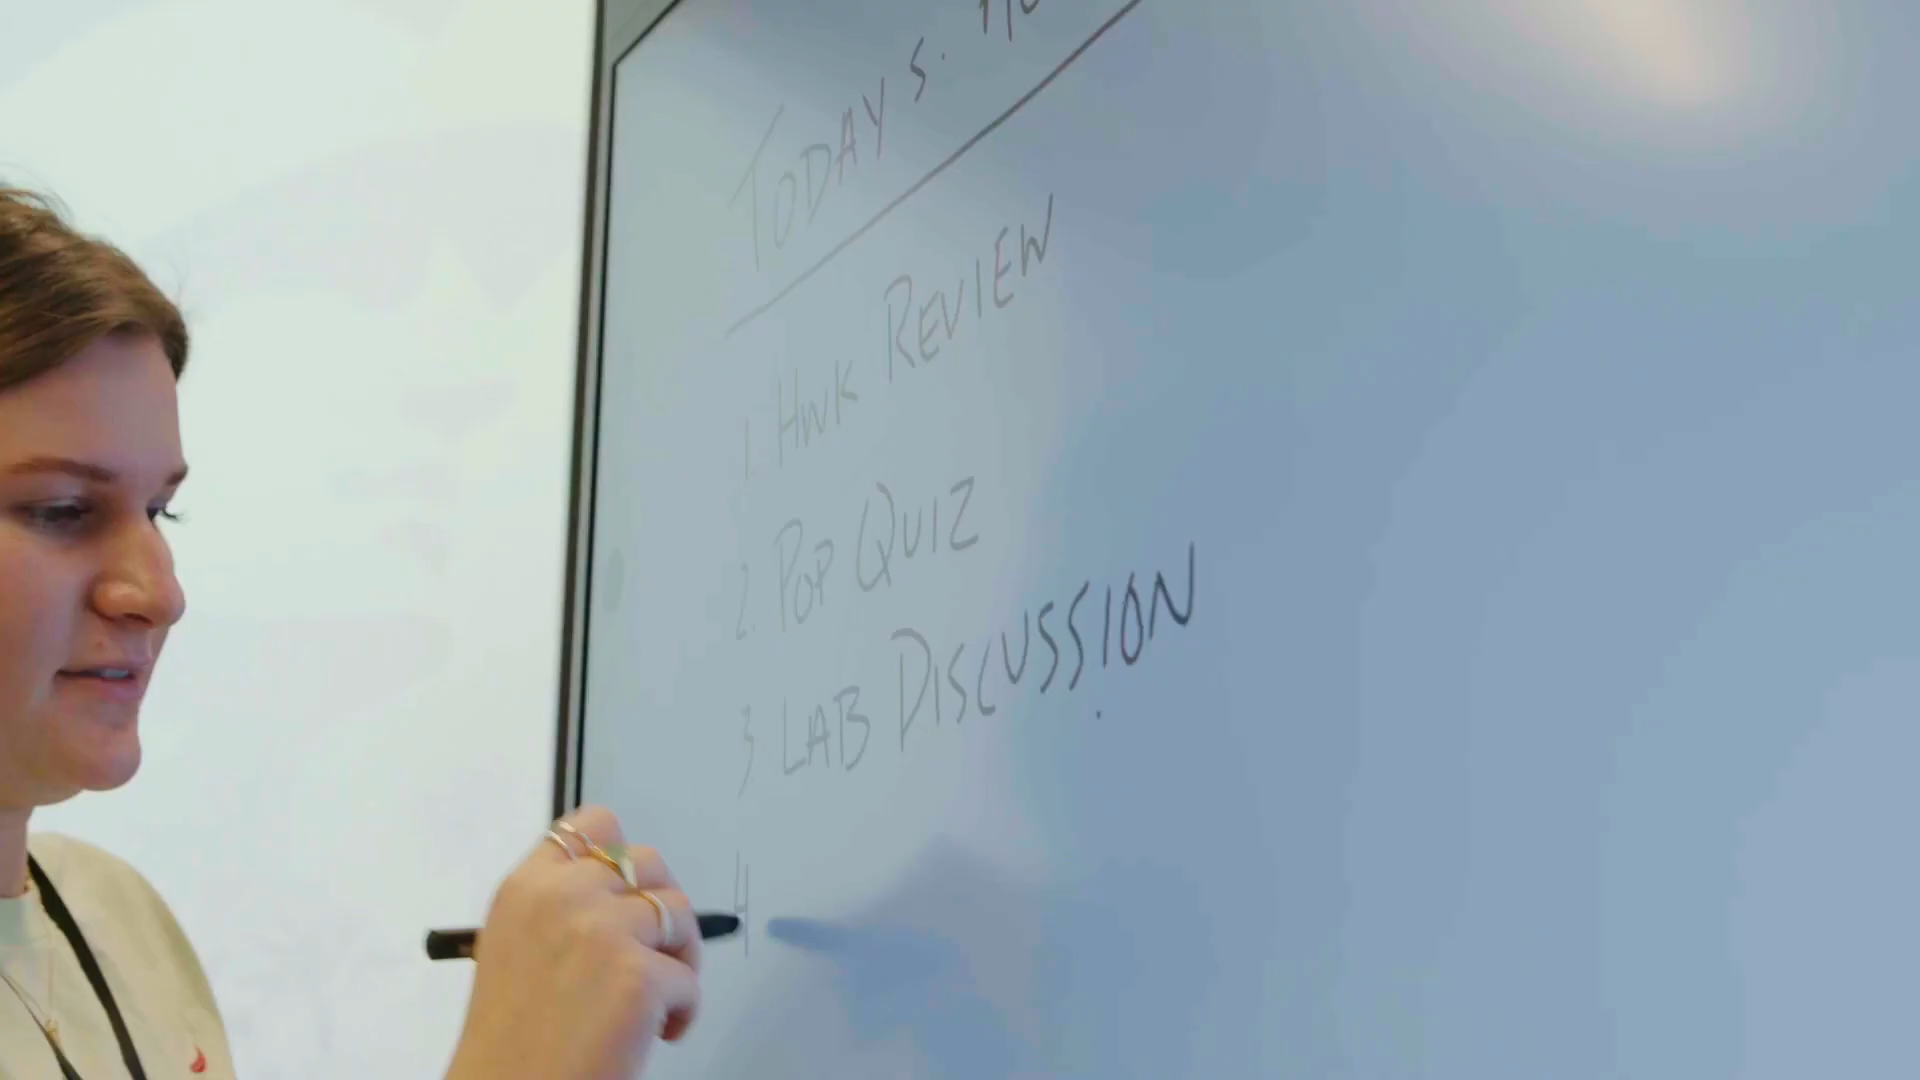 TODAY S.
1. HWK REVIEW
2. POP QUIZ
3 LAB DISCUSSION
4